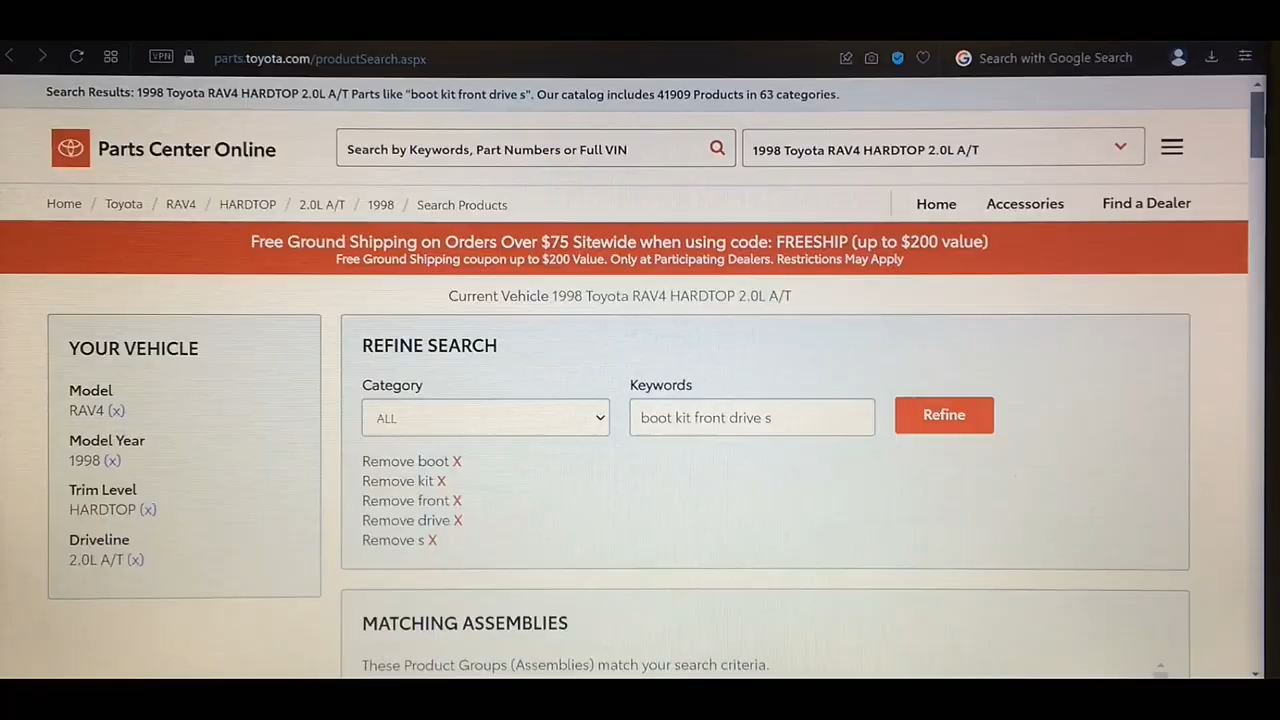 VPN
parts.toyota.com/productSearch.aspx
Search with Google Search
Search Results: 1998 Toyota RAV4 HARDTOP 2.0L A/T Parts like "boot kit front drive s". Our catalog includes 41909 Products in 63 categories.
Parts Center Online
Search by Keywords, Part Numbers or Full VIN
1998 Toyota RAV4 HARDTOP 2.0L A/T
Home / Toyota / RAV4 / HARDTOP / 2.0L A/T / 1998 / Search Products
Home Accessories Find a Dealer
Free Ground Shipping on Orders Over $75 Sitewide when using code: FREESHIP (up to $200 value)
Free Ground Shipping coupon up to $200 Value. Only at Participating Dealers. Restrictions May Apply
Current Vehicle 1998 Toyota RAV4 HARDTOP 2.0L A/T
YOUR VEHICLE
Model
RAV4 (x)
Model Year
1998 (x)
Trim Level
HARDTOP (x)
Driveline
2.0L A/T (x)
REFINE SEARCH
Category
ALL
Keywords
boot kit front drive s
Refine
Remove boot X
Remove kit X
Remove front X
Remove drive X
Remove s X
MATCHING ASSEMBLIES
These Product Groups (Assemblies) match your search criteria.